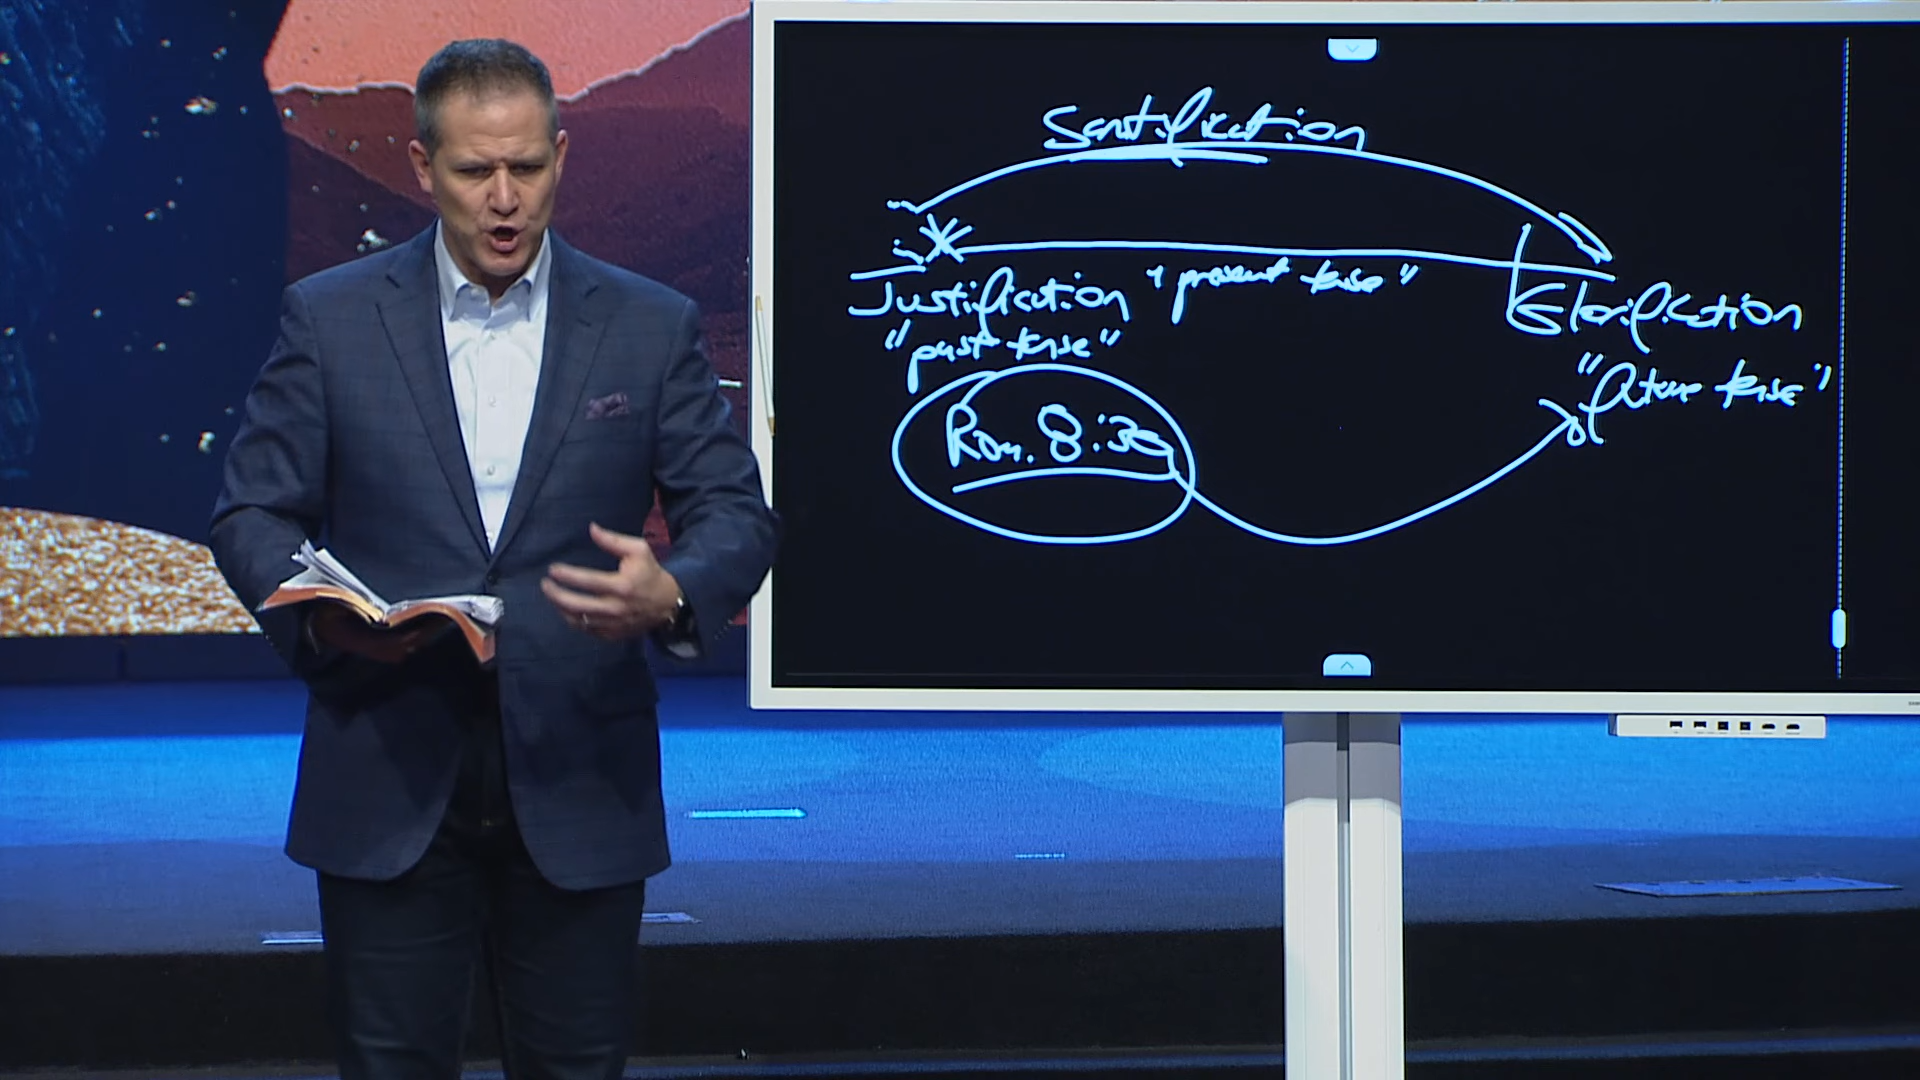 Sanctification
Justification "present tense"
Glorification
"past tense"
"future tense"
Rom. 8:30